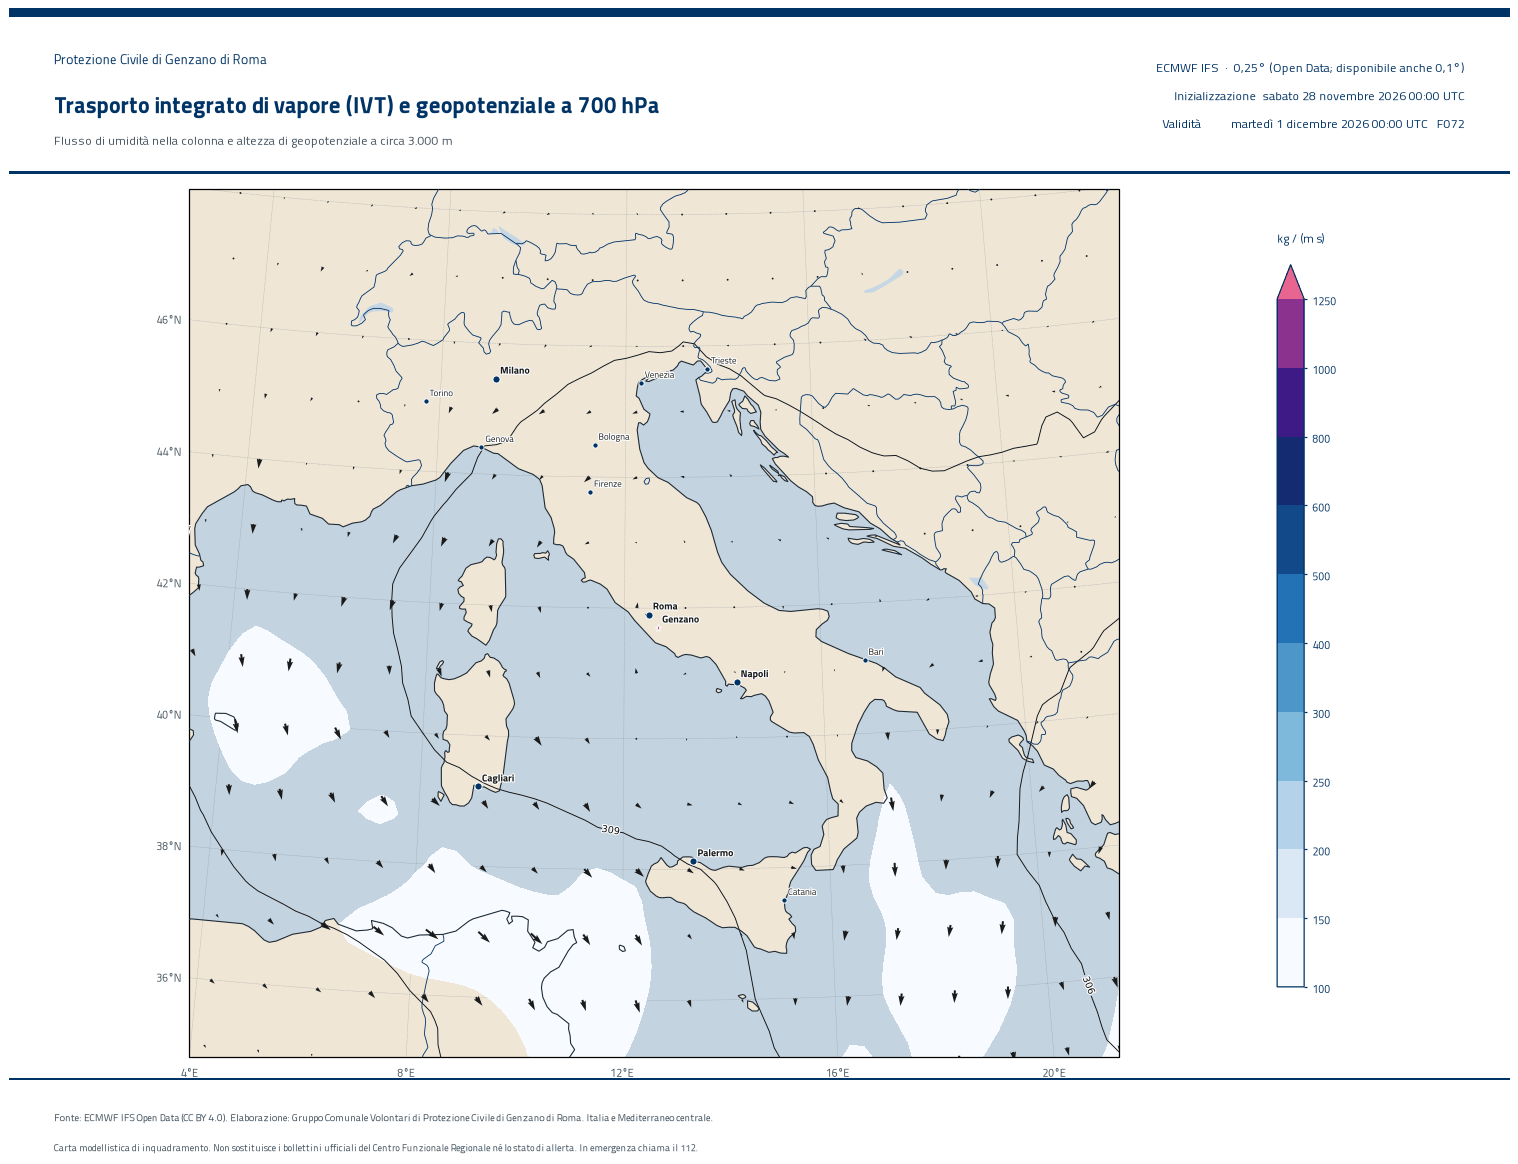 Protezione Civile di Genzano di Roma
Trasporto integrato di vapore (IVT) e geopotenziale a 700 hPa
Flusso di umidità nella colonna e altezza di geopotenziale a circa 3.000 m
ECMWF IFS · 0,25° (Open Data; disponibile anche 0,1°)
Inizializzazione sabato 28 novembre 2026 00:00 UTC
Validità martedì 1 dicembre 2026 00:00 UTC F072
kg / (m s)
1250
1000
800
600
500
400
300
250
200
150
100
46°N
44°N
42°N
40°N
38°N
36°N
4°E
8°E
12°E
16°E
20°E
Trieste
Milano
Venezia
Torino
Genova
Bologna
Firenze
Roma
Genzano
Bari
Napoli
Cagliari
309
Palermo
Catania
306
Fonte: ECMWF IFS Open Data (CC BY 4.0). Elaborazione: Gruppo Comunale Volontari di Protezione Civile di Genzano di Roma. Italia e Mediterraneo centrale.
Carta modellistica di inquadramento. Non sostituisce i bollettini ufficiali del Centro Funzionale Regionale né lo stato di allerta. In emergenza chiama il 112.